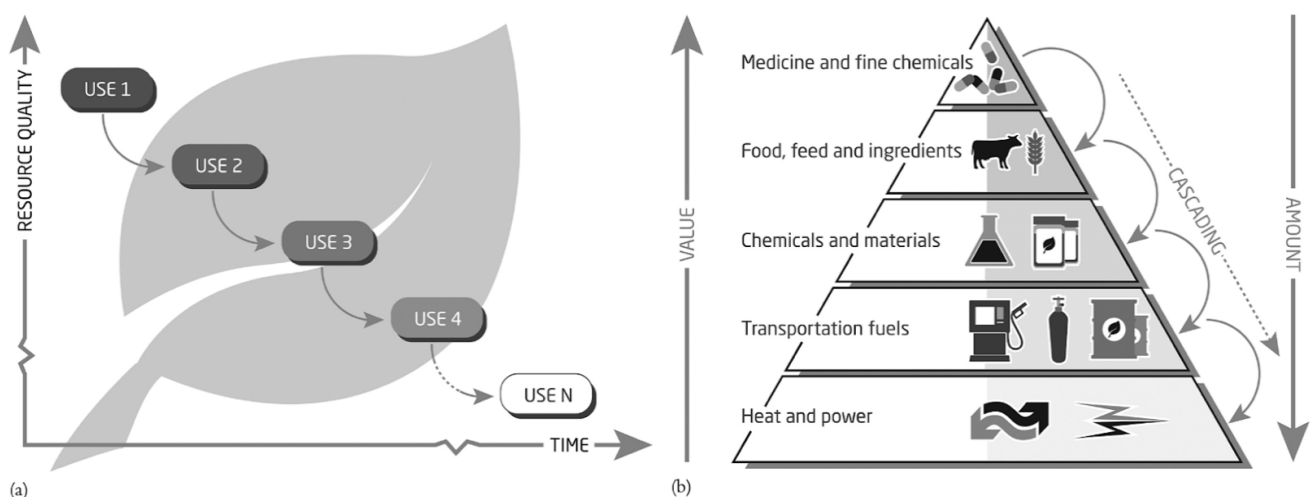 RESOURCE QUALITY
USE 1
USE 2
USE 3
USE 4
USE N
TIME
(a)
VALUE
Medicine and fine chemicals
Food, feed and ingredients
Chemicals and materials
Transportation fuels
Heat and power
CASCADING
AMOUNT
(b)